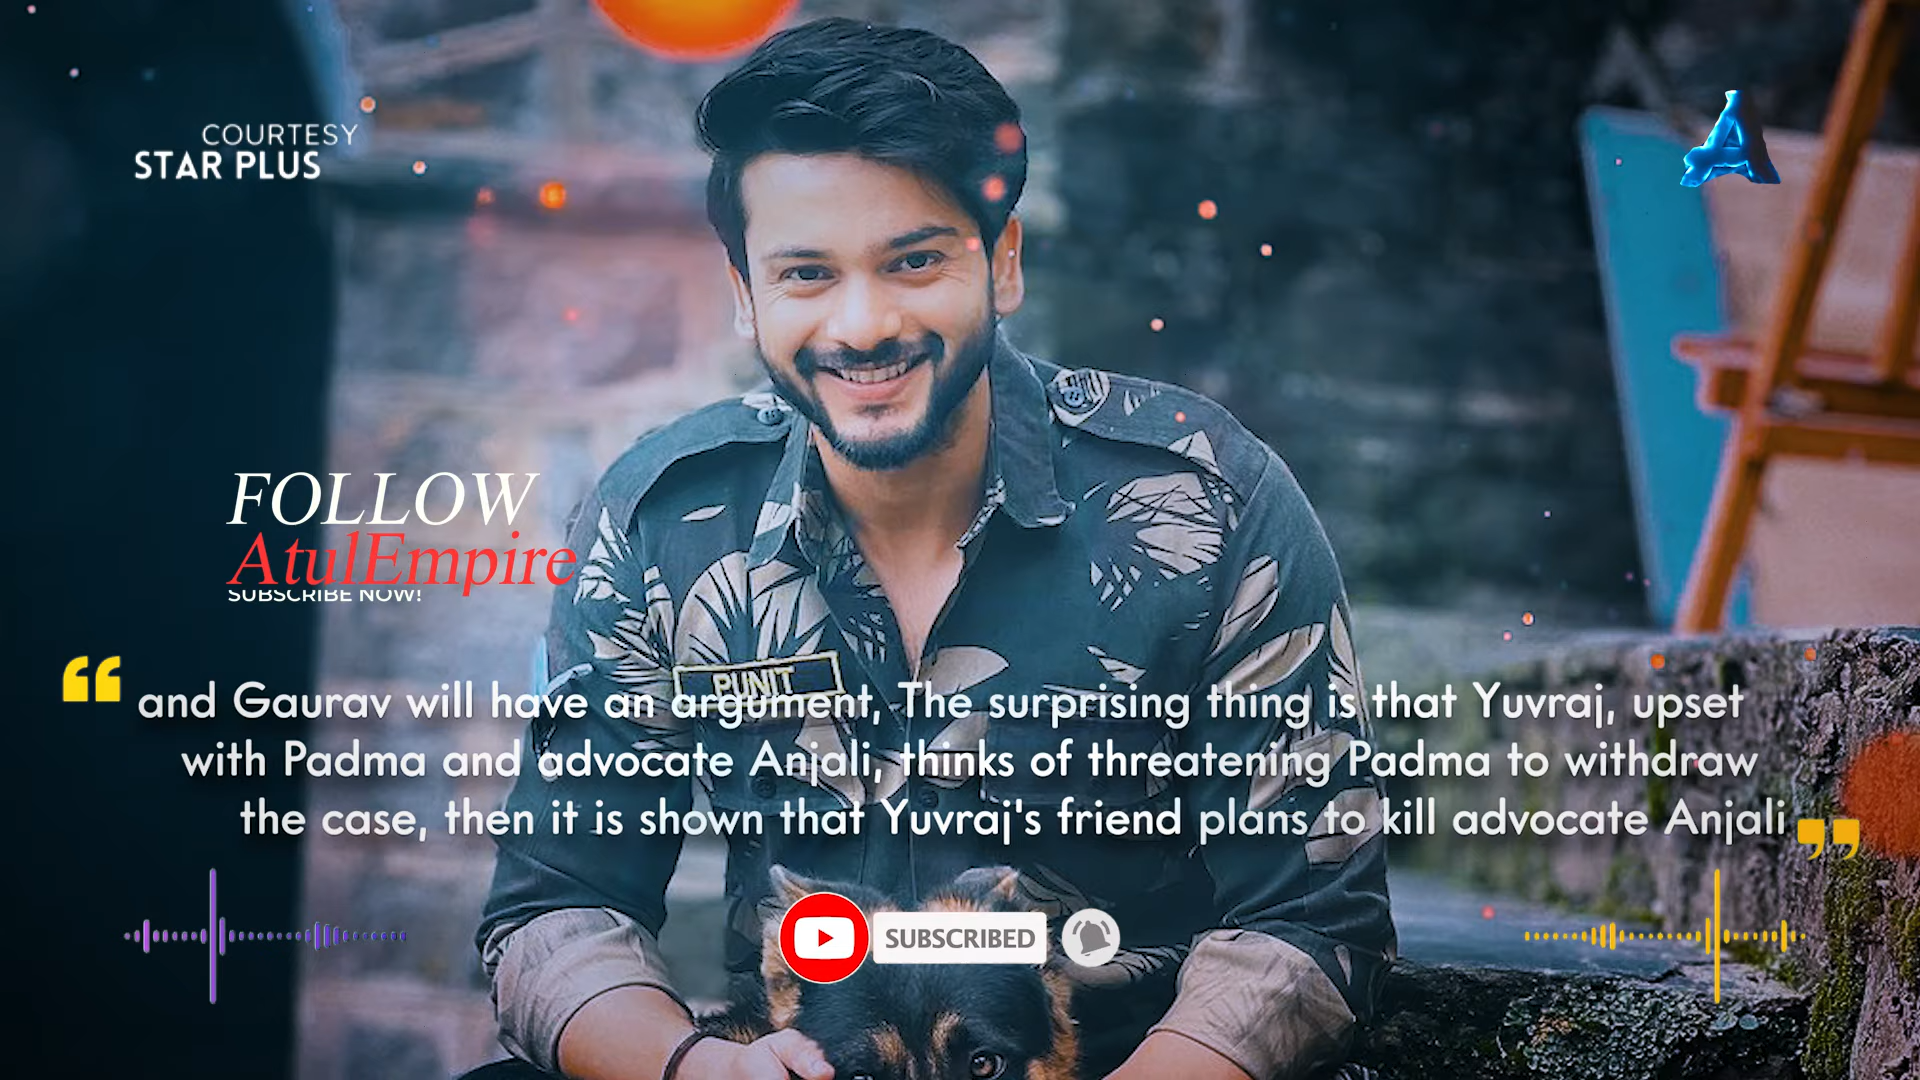 COURTESY
STAR PLUS
A
FOLLOW
AtulEmpire
SUBSCRIBE NOW!
PUNIT
“ and Gaurav will have an argument, The surprising thing is that Yuvraj, upset
with Padma and advocate Anjali, thinks of threatening Padma to withdraw
the case, then it is shown that Yuvraj's friend plans to kill advocate Anjali ”
SUBSCRIBED